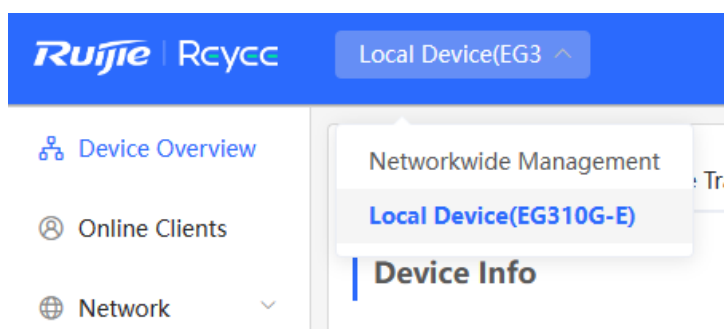 Ruijie | Reyee
Local Device(EG3
Device Overview
Networkwide Management
Local Device(EG310G-E)
Online Clients
Device Info
Network